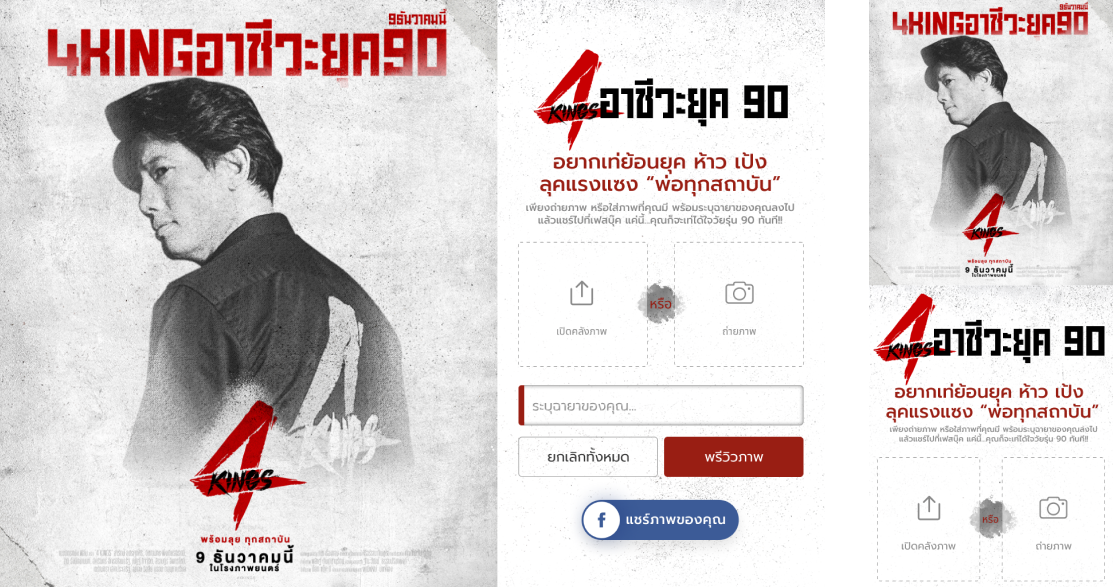 9ธันวาคมนี้
4KINGอาชีวะยุค90
4
KINGS
พร้อมลุย ทุกสถาบัน
9 ธันวาคมนี้
ในโรงภาพยนตร์
4
KINGS อาชีวะยุค 90
อยากเท่ย้อนยุค ห้าว เป้ง
ลุคแรงแซง “พ่อทุกสถาบัน”
เพียงถ่ายภาพ หรือใส่ภาพที่คุณมี พร้อมระบุฉายาของคุณลงไป
แล้วแชร์ไปที่เฟสบุ๊ค แค่นี้...คุณก็จะเท่ได้ใจวัยรุ่น 90 ทันที!!
เปิดคลังภาพ
หรือ
ถ่ายภาพ
ระบุฉายาของคุณ...
ยกเลิกทั้งหมด
พรีวิวภาพ
f แชร์ภาพของคุณ
9ธันวาคมนี้
4KINGอาชีวะยุค90
4
KINGS
พร้อมลุย ทุกสถาบัน
9 ธันวาคมนี้
ในโรงภาพยนตร์
4
KINGS อาชีวะยุค 90
อยากเท่ย้อนยุค ห้าว เป้ง
ลุคแรงแซง “พ่อทุกสถาบัน”
เพียงถ่ายภาพ หรือใส่ภาพที่คุณมี พร้อมระบุฉายาของคุณลงไป
แล้วแชร์ไปที่เฟสบุ๊ค แค่นี้...คุณก็จะเท่ได้ใจวัยรุ่น 90 ทันที!!
เปิดคลังภาพ
หรือ
ถ่ายภาพ